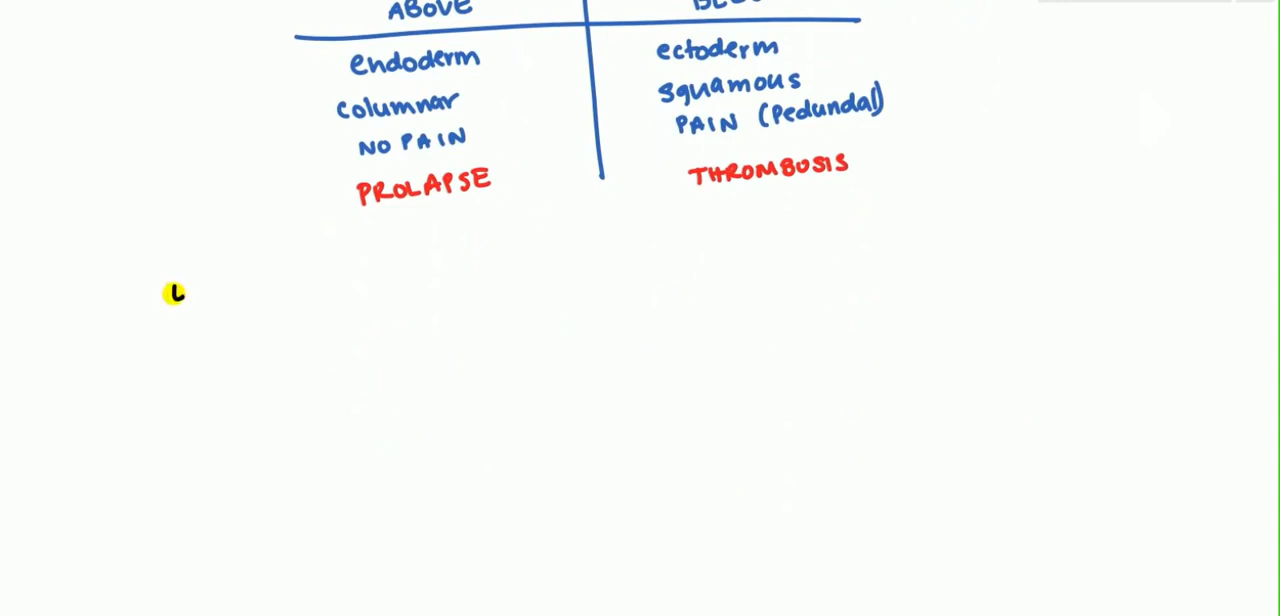 ABOVE
endoderm ectoderm
columnar squamous
NO PAIN PAIN (Pedundal)
PROLAPSE THROMBOSIS
L